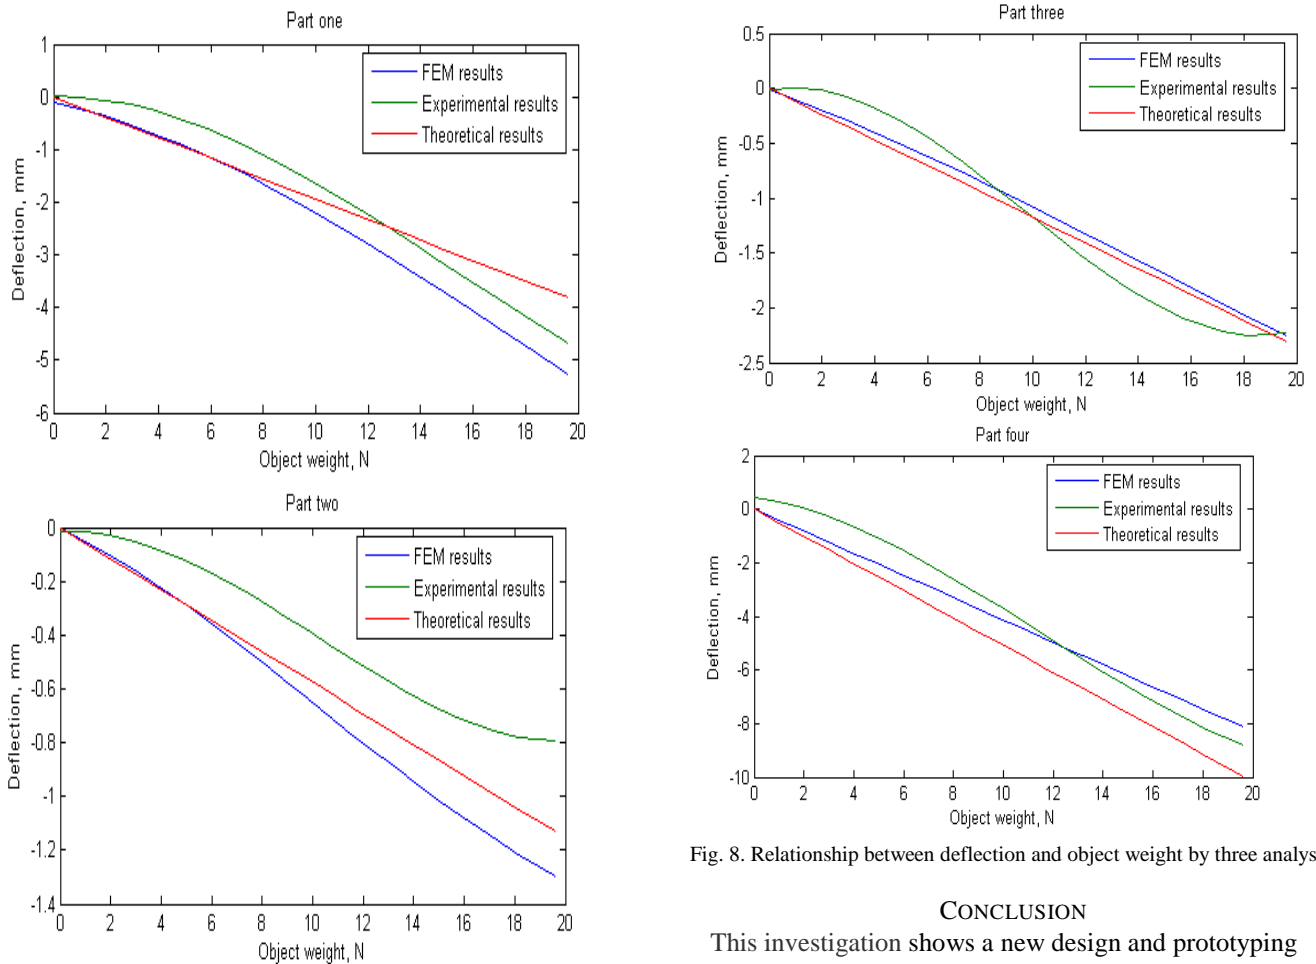 Part one
1
0
-1
-2
-3
-4
-5
-6
Deflection, mm
FEM results
Experimental results
Theoretical results
0 2 4 6 8 10 12 14 16 18 20
Object weight, N
Part two
0
-0.2
-0.4
-0.6
-0.8
-1
-1.2
-1.4
Deflection, mm
FEM results
Experimental results
Theoretical results
0 2 4 6 8 10 12 14 16 18 20
Object weight, N
Part three
0.5
0
-0.5
-1
-1.5
-2
-2.5
Deflection, mm
FEM results
Experimental results
Theoretical results
0 2 4 6 8 10 12 14 16 18 20
Object weight, N
Part four
2
0
-2
-4
-6
-8
-10
Deflection, mm
FEM results
Experimental results
Theoretical results
0 2 4 6 8 10 12 14 16 18 20
Object weight, N
Fig. 8. Relationship between deflection and object weight by three analys
CONCLUSION
This investigation shows a new design and prototyping